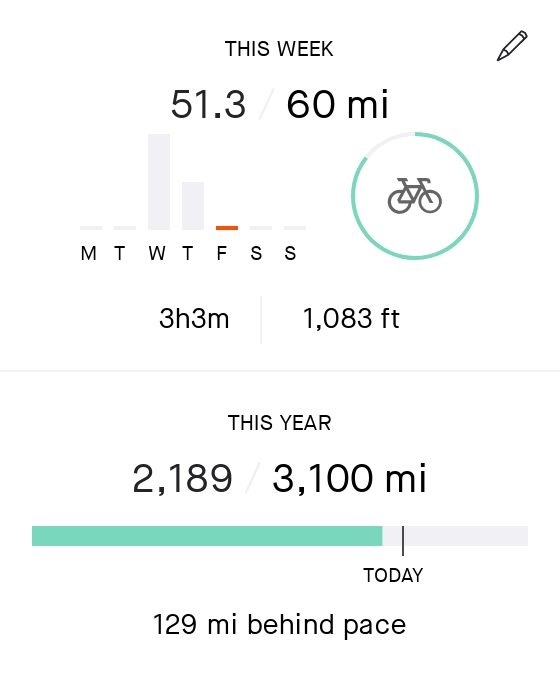 THIS WEEK
51.3 / 60 mi
M T W T F S S
3h3m
1,083 ft
THIS YEAR
2,189 / 3,100 mi
TODAY
129 mi behind pace